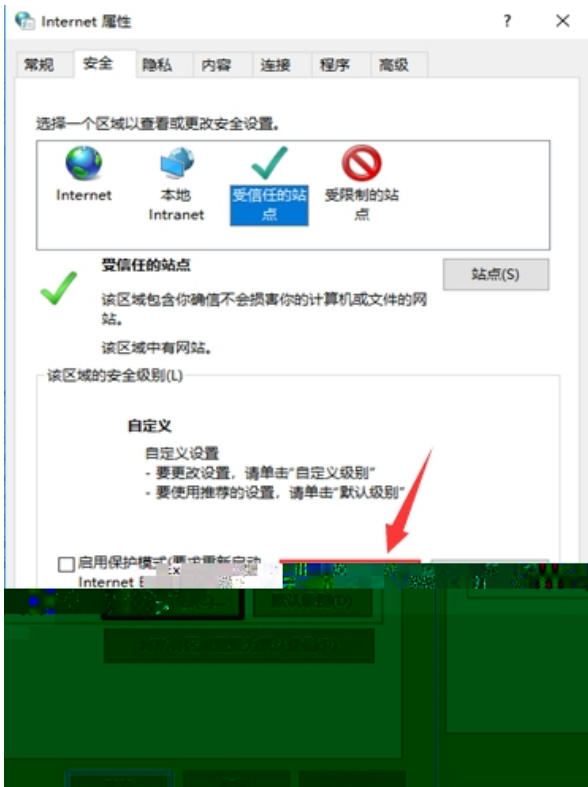 Internet 属性
常规 安全 隐私 内容 连接 程序 高级
选择一个区域以查看或更改安全设置。
Internet
本地
Intranet
受信任的站
点
受限制的站
点
受信任的站点
站点(S)
该区域包含你确信不会损害你的计算机或文件的网
站。
该区域中有网站。
该区域的安全级别(L)
自定义
自定义设置
- 要更改设置，请单击“自定义级别”
- 要使用推荐的设置，请单击“默认级别”
启用保护模式(要求重新启动
Internet
默认级别(D)